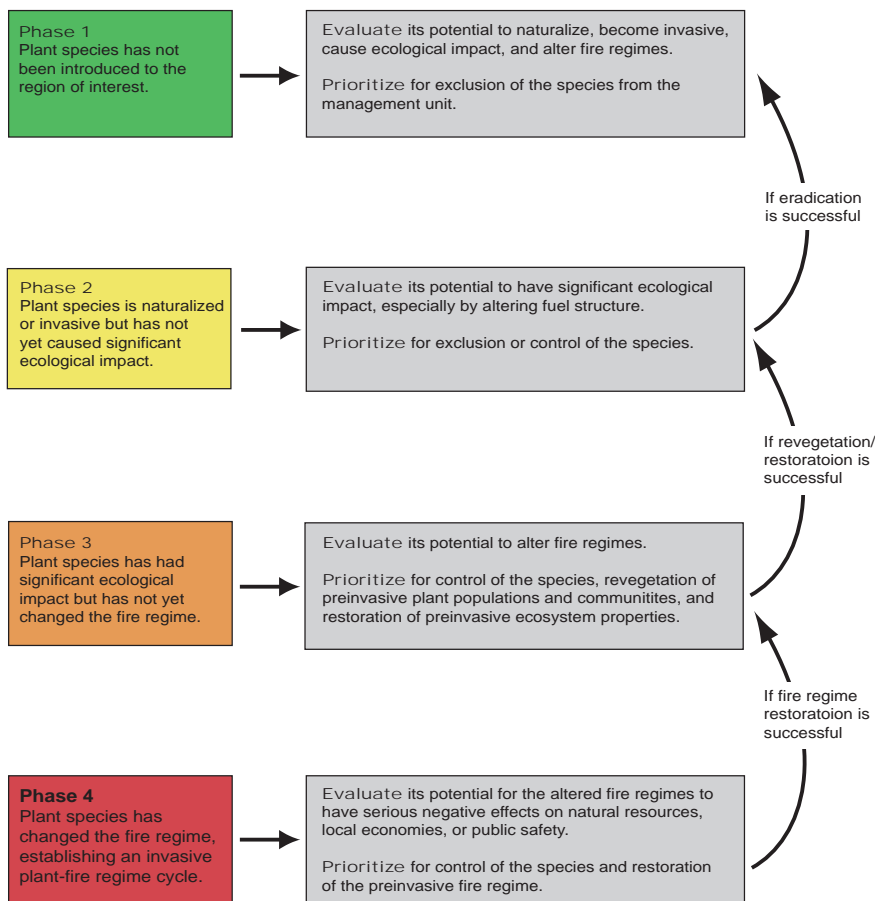 Phase 1
Plant species has not
been introduced to the
region of interest.
Evaluate its potential to naturalize, become invasive,
cause ecological impact, and alter fire regimes.
Prioritize for exclusion of the species from the
management unit.
If eradication
is successful
Phase 2
Plant species is naturalized
or invasive but has not
yet caused significant
ecological impact.
Evaluate its potential to have significant ecological
impact, especially by altering fuel structure.
Prioritize for exclusion or control of the species.
If revegetation/
restoratoion is
successful
Phase 3
Plant species has had
significant ecological
impact but has not yet
changed the fire regime.
Evaluate its potential to alter fire regimes.
Prioritize for control of the species, revegetation of
preinvasive plant populations and communitites, and
restoration of preinvasive ecosystem properties.
If fire regime
restoratoion is
successful
Phase 4
Plant species has
changed the fire regime,
establishing an invasive
plant-fire regime cycle.
Evaluate its potential for the altered fire regimes to
have serious negative effects on natural resources,
local economies, or public safety.
Prioritize for control of the species and restoration
of the preinvasive fire regime.